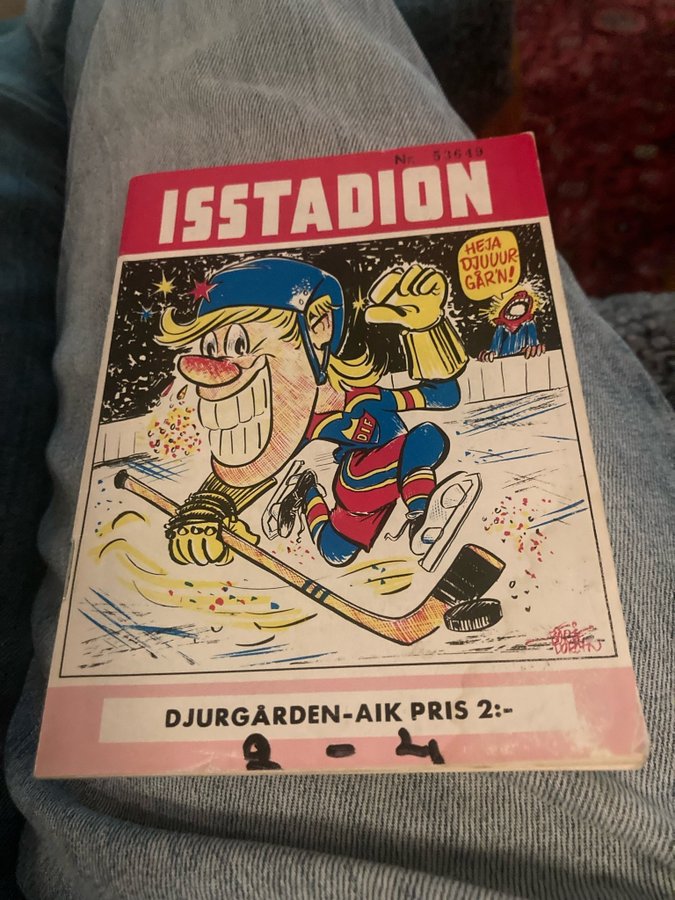 Nr. 53649
ISSTADION
HEJA
DJUUUR-
GÅR'N!
DIF
DJURGÅRDEN-AIK PRIS 2:-
2 - 4